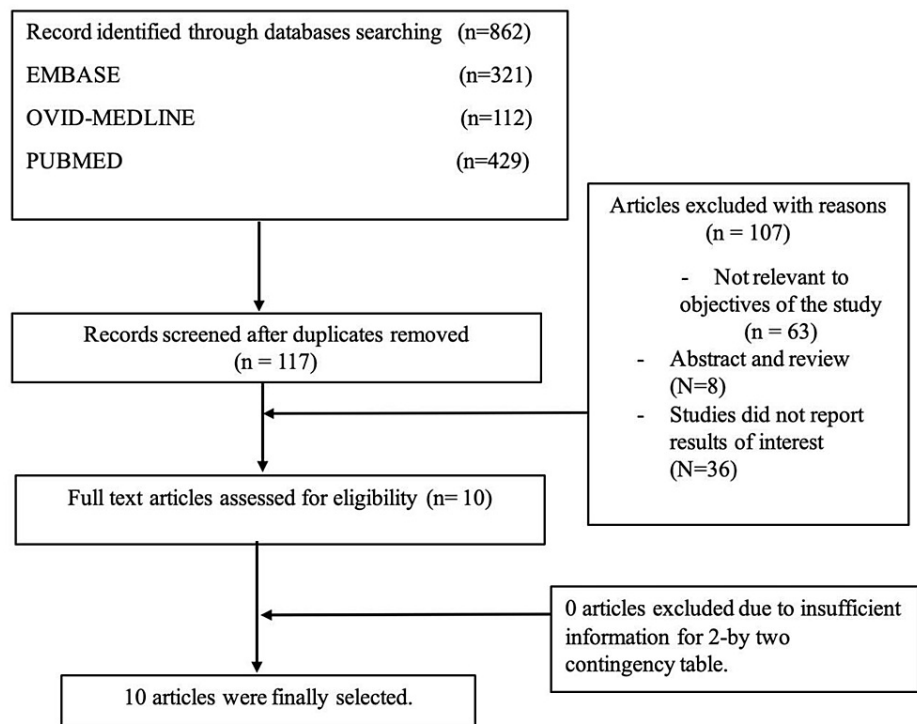 Record identified through databases searching (n=862)
EMBASE (n=321)
OVID-MEDLINE (n=112)
PUBMED (n=429)
Articles excluded with reasons
(n = 107)
- Not relevant to
objectives of the study
(n = 63)
- Abstract and review
(N=8)
- Studies did not report
results of interest
(N=36)
Records screened after duplicates removed
(n = 117)
Full text articles assessed for eligibility (n= 10)
0 articles excluded due to insufficient
information for 2-by two
contingency table.
10 articles were finally selected.